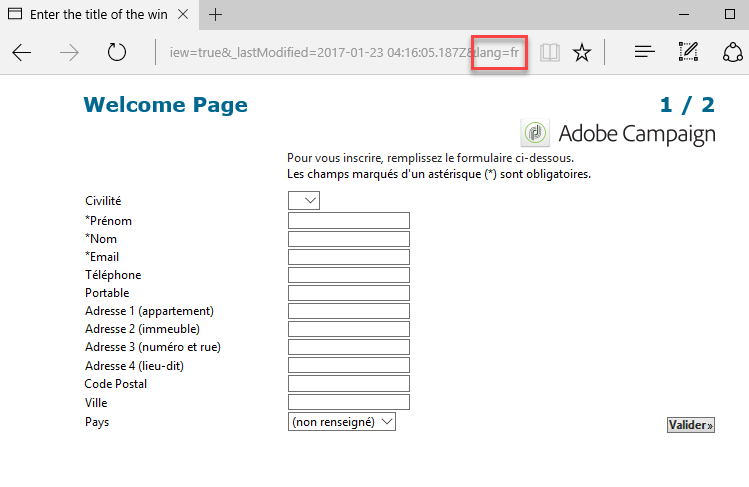 Enter the title of the win
iew=true&_lastModified=2017-01-23 04:16:05.187Z&lang=fr
Welcome Page
1 / 2
Adobe Campaign
Pour vous inscrire, remplissez le formulaire ci-dessous.
Les champs marqués d'un astérisque (*) sont obligatoires.
Civilité
*Prénom
*Nom
*Email
Téléphone
Portable
Adresse 1 (appartement)
Adresse 2 (immeuble)
Adresse 3 (numéro et rue)
Adresse 4 (lieu-dit)
Code Postal
Ville
Pays (non renseigné)
Valider»